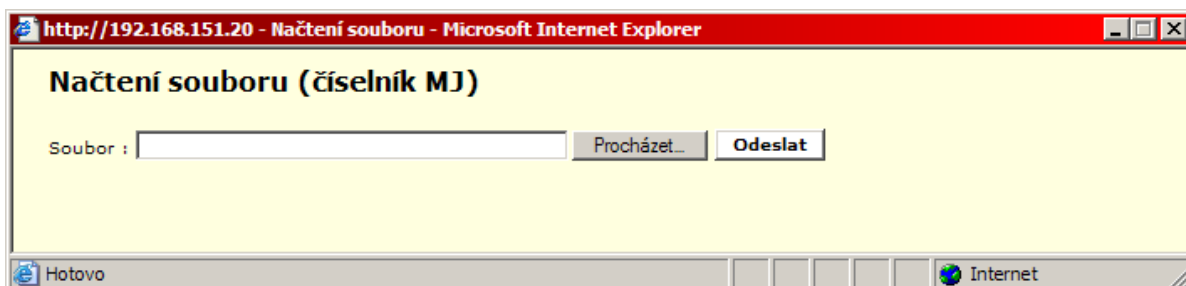 http://192.168.151.20 - Načtení souboru - Microsoft Internet Explorer
Načtení souboru (číselník MJ)
Soubor : Procházet... Odeslat
Hotovo Internet